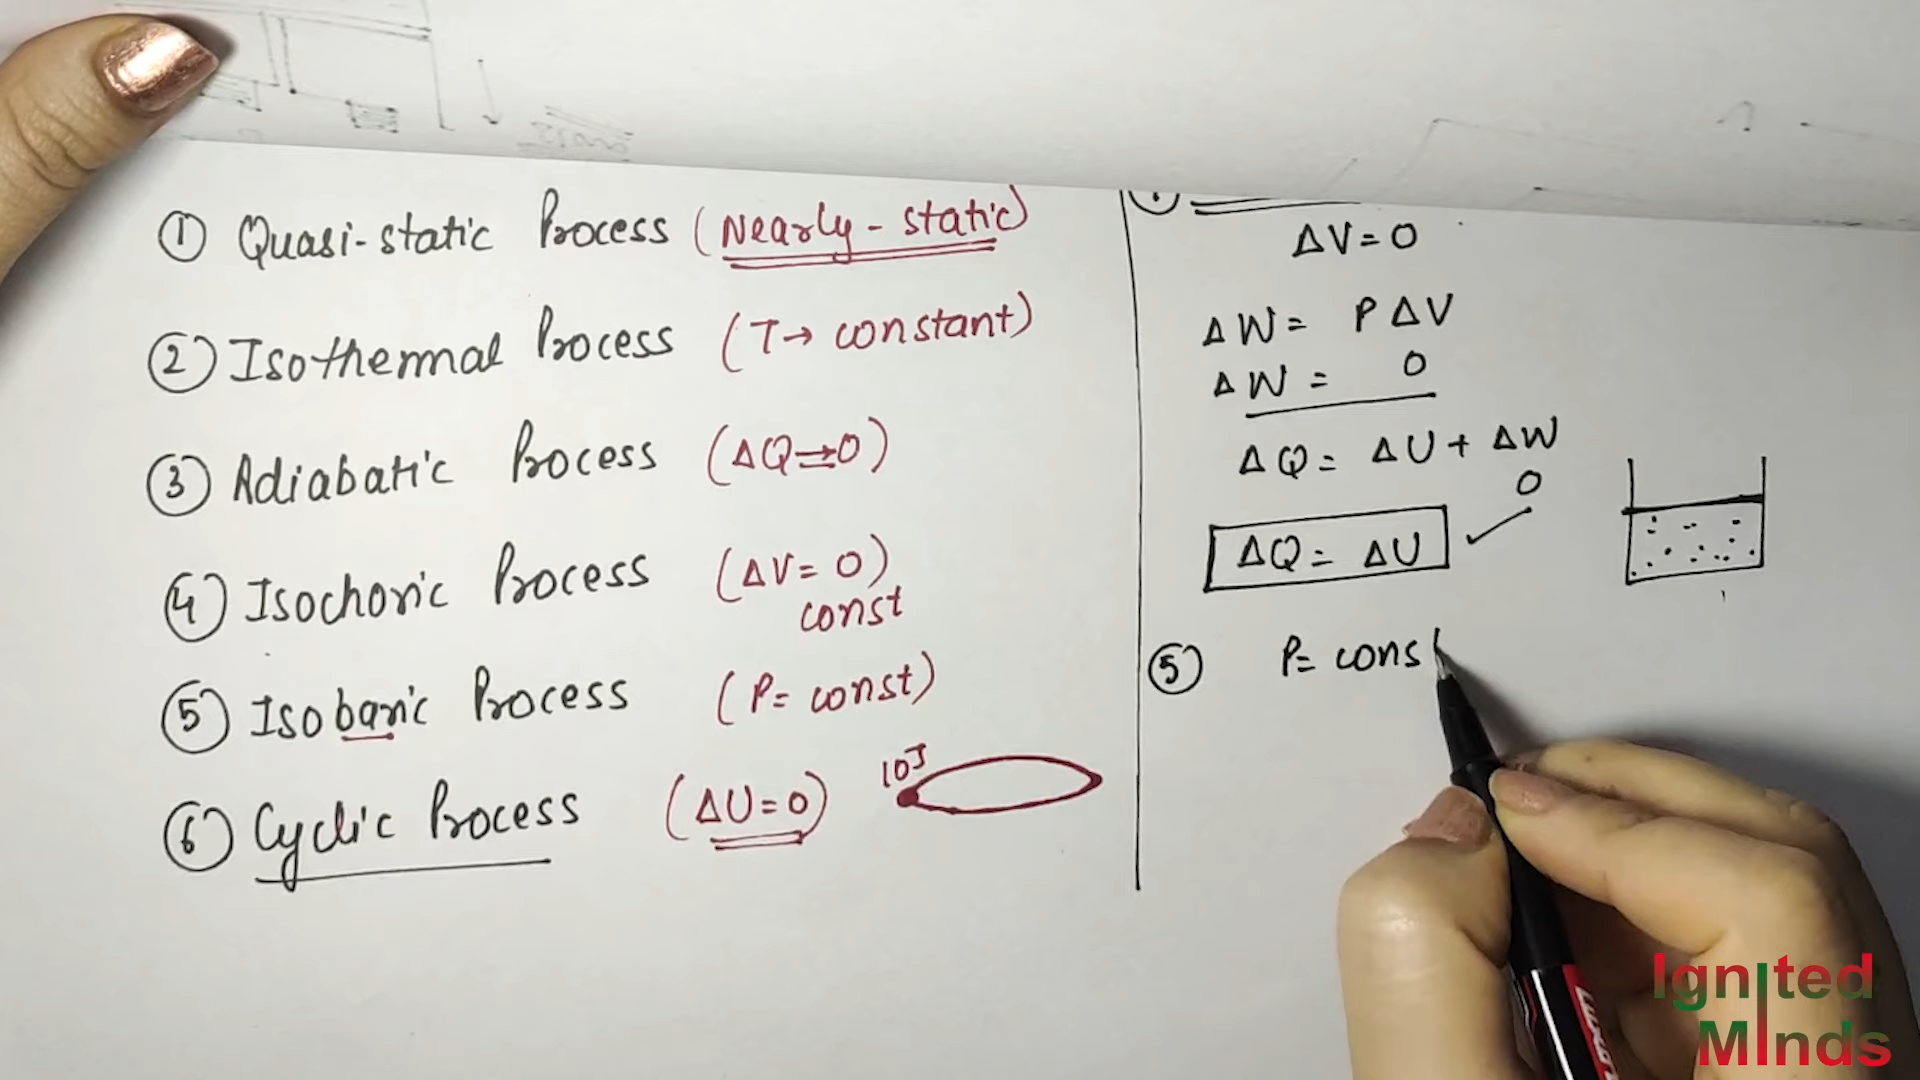 ① Quasi-static Process (Nearly-static)
② Isothermal Process (T→ constant)
③ Adiabatic Process (ΔQ⇒0)
④ Isochoric Process (ΔV= 0)
const
⑤ Isobaric Process (P= const)
⑥ Cyclic Process (ΔU=0)
10J
ΔV=0
ΔW= PΔV
ΔW= 0
ΔQ= ΔU+ ΔW
0
ΔQ= ΔU
⑤ P= const
Ignited
Minds